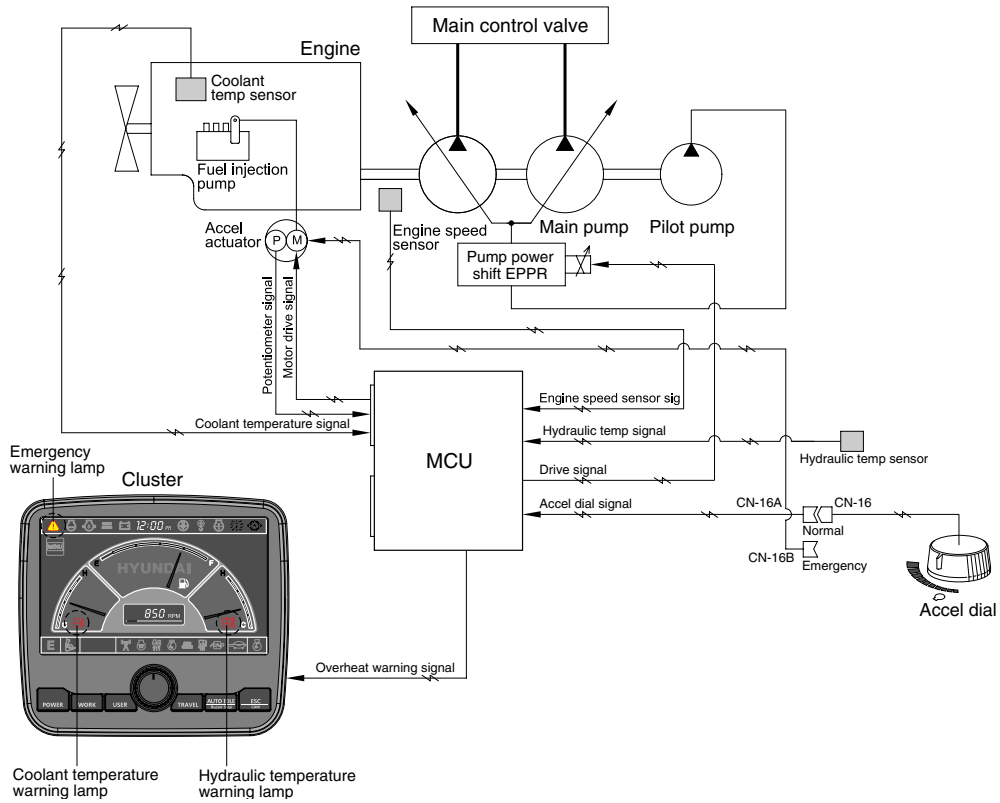 Main control valve
Engine
Coolant
temp sensor
Fuel injection
pump
Accel
actuator
P
M
Engine speed
sensor
Main pump
Pilot pump
Pump power
shift EPPR
Potentiometer signal
Motor drive signal
Engine speed sensor sig
Coolant temperature signal
Hydraulic temp signal
Hydraulic temp sensor
MCU
Drive signal
Accel dial signal
CN-16A
CN-16
Normal
CN-16B
Emergency
Accel dial
Emergency
warning lamp
Cluster
12:00
MENU
HYUNDAI
E
F
H
H
C
C
850 RPM
E
Overheat warning signal
POWER
WORK
USER
TRAVEL
AUTO IDLE
ESC
Coolant temperature
warning lamp
Hydraulic temperature
warning lamp